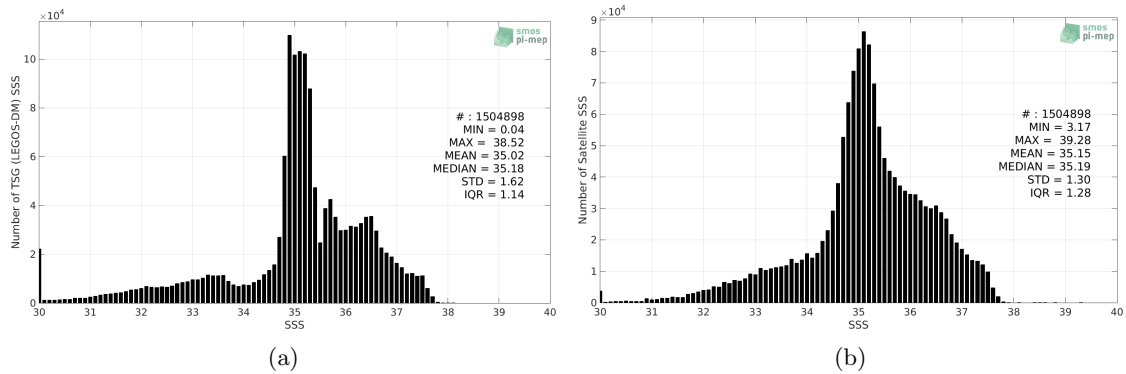 ×10⁴
10
8
6
4
2
0
Number of TSG (LEGOS-DM) SSS
30 31 32 33 34 35 36 37 38 39 40
SSS
smos
pi-mep
# : 1504898
MIN = 0.04
MAX = 38.52
MEAN = 35.02
MEDIAN = 35.18
STD = 1.62
IQR = 1.14
(a)
×10⁴
9
8
7
6
5
4
3
2
1
0
Number of Satellite SSS
30 31 32 33 34 35 36 37 38 39 40
SSS
smos
pi-mep
# : 1504898
MIN = 3.17
MAX = 39.28
MEAN = 35.15
MEDIAN = 35.19
STD = 1.30
IQR = 1.28
(b)